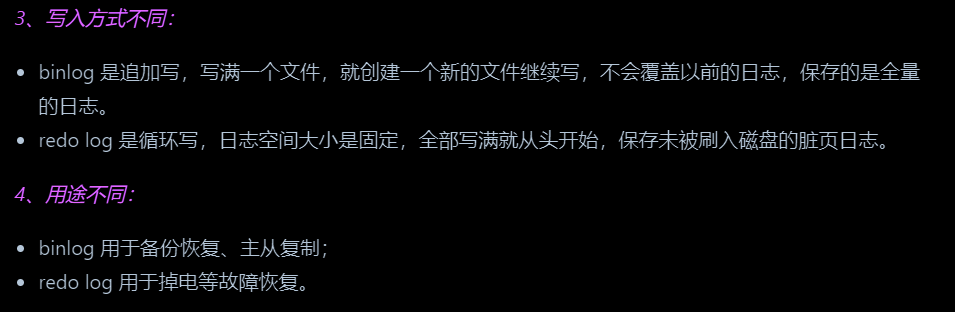 3、写入方式不同：
• binlog 是追加写，写满一个文件，就创建一个新的文件继续写，不会覆盖以前的日志，保存的是全量
的日志。
• redo log 是循环写，日志空间大小是固定，全部写满就从头开始，保存未被刷入磁盘的脏页日志。
4、用途不同：
• binlog 用于备份恢复、主从复制；
• redo log 用于掉电等故障恢复。